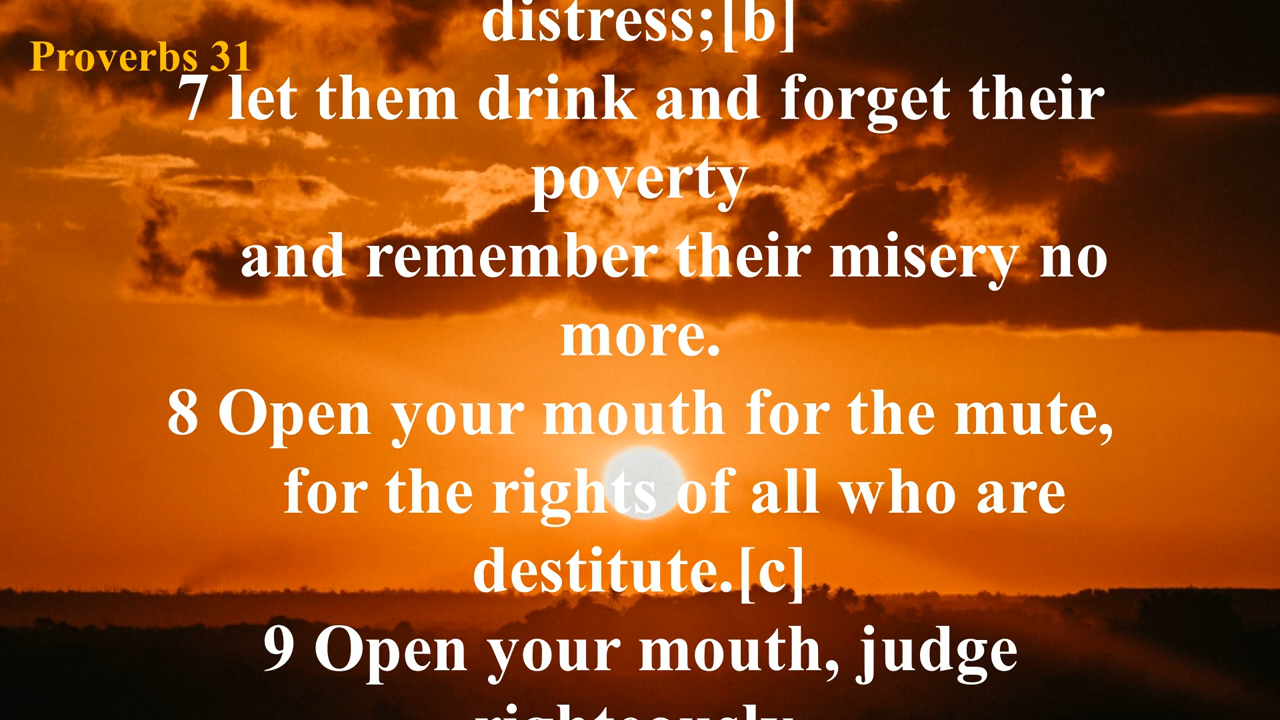 distress;[b]
Proverbs 31
7 let them drink and forget their
poverty
and remember their misery no
more.
8 Open your mouth for the mute,
for the rights of all who are
destitute.[c]
9 Open your mouth, judge
righteously,